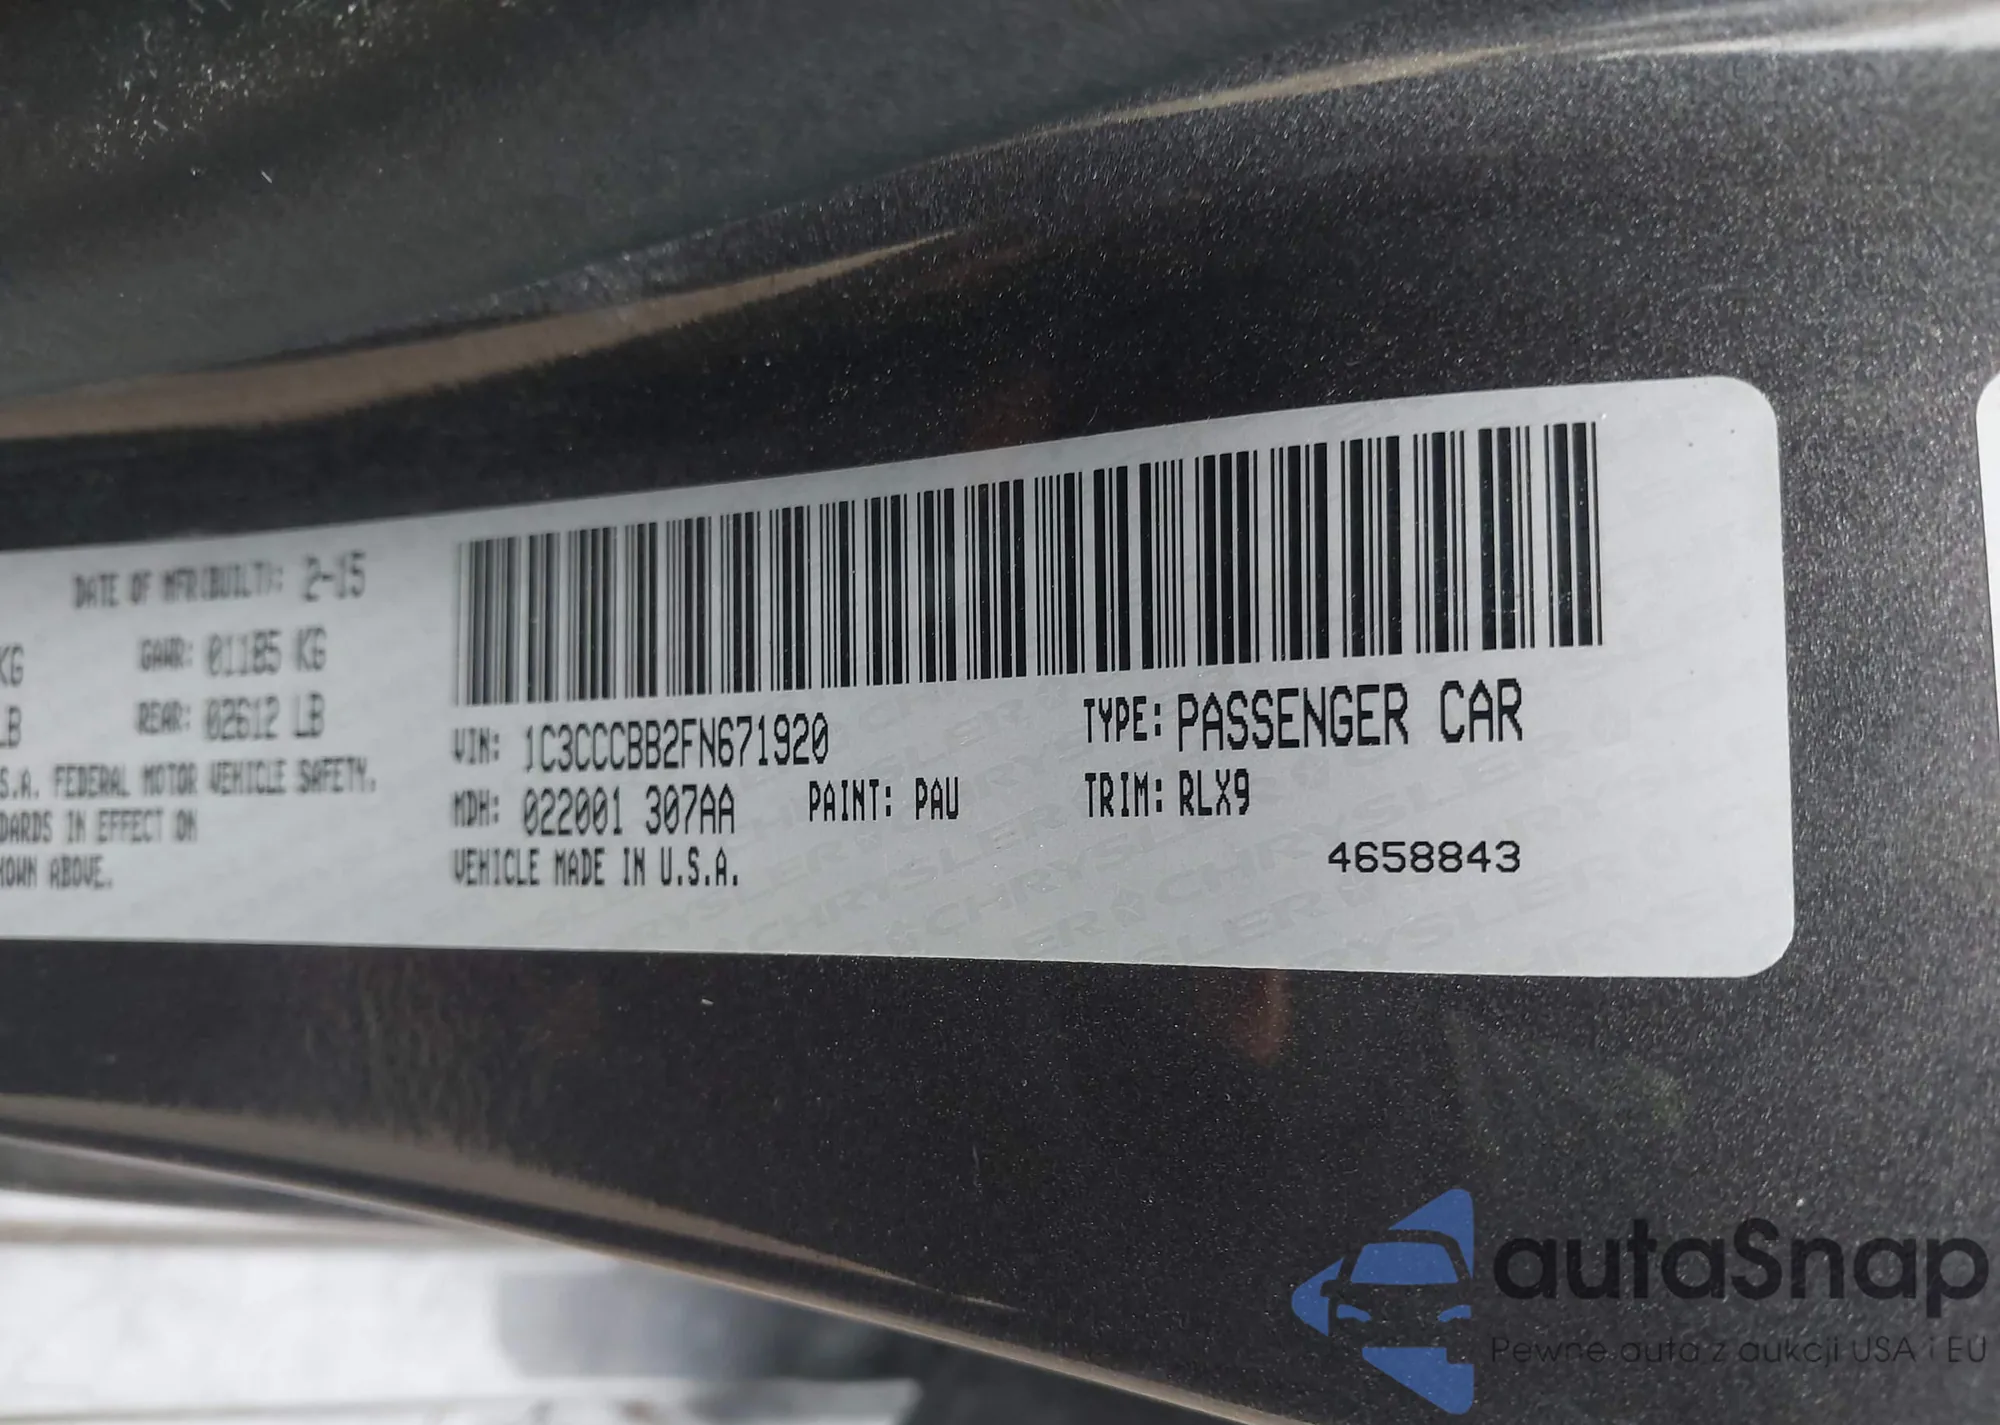 DATE OF MFR(BUILT): 2-15
KG GAWR: 01185 KG
LB REAR: 02612 LB
S.A. FEDERAL MOTOR VEHICLE SAFETY.
DARDS IN EFFECT ON
HOWN ABOVE.
VIN: 1C3CCCBB2FN671920
TYPE: PASSENGER CAR
MDH: 022001 307AA PAINT: PAU TRIM: RLX9
VEHICLE MADE IN U.S.A.
4658843
CHRYSLER
autaSnap
Pewne auta z aukcji USA i EU